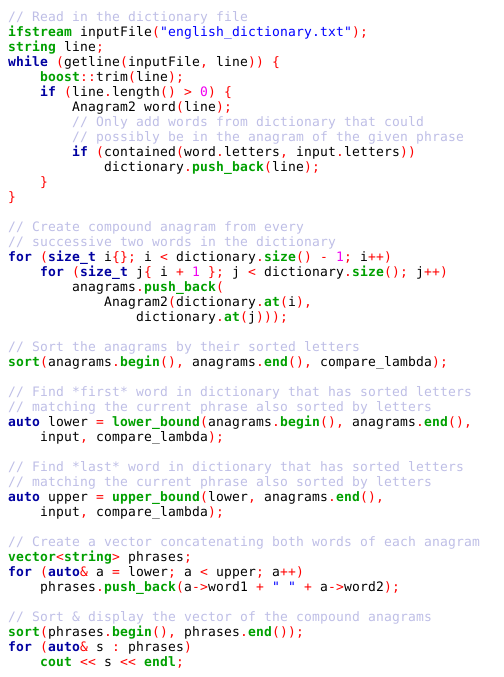 // Read in the dictionary file
ifstream inputFile("english_dictionary.txt");
string line;
while (getline(inputFile, line)) {
    boost::trim(line);
    if (line.length() > 0) {
        Anagram2 word(line);
        // Only add words from dictionary that could
        // possibly be in the anagram of the given phrase
        if (contained(word.letters, input.letters))
            dictionary.push_back(line);
    }
}

// Create compound anagram from every
// successive two words in the dictionary
for (size_t i{}; i < dictionary.size() - 1; i++)
    for (size_t j{ i + 1 }; j < dictionary.size(); j++)
        anagrams.push_back(
            Anagram2(dictionary.at(i),
                dictionary.at(j)));

// Sort the anagrams by their sorted letters
sort(anagrams.begin(), anagrams.end(), compare_lambda);

// Find *first* word in dictionary that has sorted letters
// matching the current phrase also sorted by letters
auto lower = lower_bound(anagrams.begin(), anagrams.end(),
    input, compare_lambda);

// Find *last* word in dictionary that has sorted letters
// matching the current phrase also sorted by letters
auto upper = upper_bound(lower, anagrams.end(),
    input, compare_lambda);

// Create a vector concatenating both words of each anagram
vector<string> phrases;
for (auto& a = lower; a < upper; a++)
    phrases.push_back(a->word1 + " " + a->word2);

// Sort & display the vector of the compound anagrams
sort(phrases.begin(), phrases.end());
for (auto& s : phrases)
    cout << s << endl;